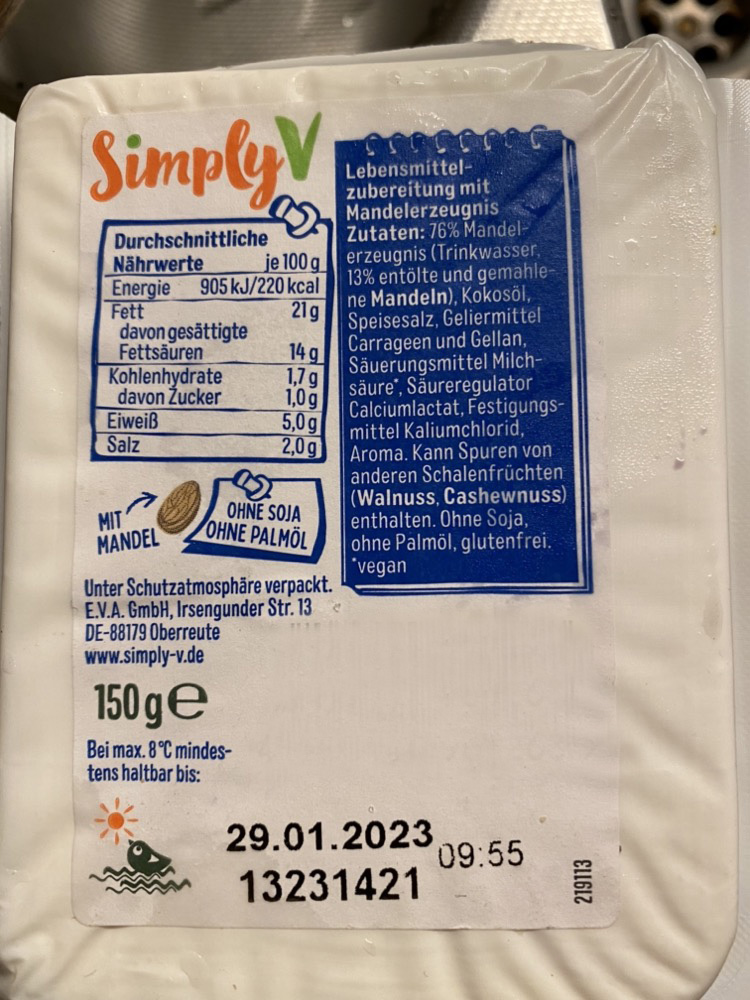 SimplyV
Durchschnittliche
Nährwerte je 100 g
Energie 905 kJ/220 kcal
Fett 21 g
davon gesättigte
Fettsäuren 14 g
Kohlenhydrate 1,7 g
davon Zucker 1,0 g
Eiweiß 5,0 g
Salz 2,0 g
MIT
MANDEL
OHNE SOJA
OHNE PALMÖL
Lebensmittel-
zubereitung mit
Mandelerzeugnis
Zutaten: 76% Mandel-
erzeugnis (Trinkwasser,
13% entölte und gemahle-
ne Mandeln), Kokosöl,
Speisesalz, Geliermittel
Carrageen und Gellan,
Säuerungsmittel Milch-
säure*, Säureregulator
Calciumlactat, Festigungs-
mittel Kaliumchlorid,
Aroma. Kann Spuren von
anderen Schalenfrüchten
(Walnuss, Cashewnuss)
enthalten. Ohne Soja,
ohne Palmöl, glutenfrei.
*vegan
Unter Schutzatmosphäre verpackt.
E.V.A. GmbH, Irsengunder Str. 13
DE-88179 Oberreute
www.simply-v.de
150 g e
Bei max. 8°C mindes-
tens haltbar bis:
29.01.2023 09:55
13231421
219113